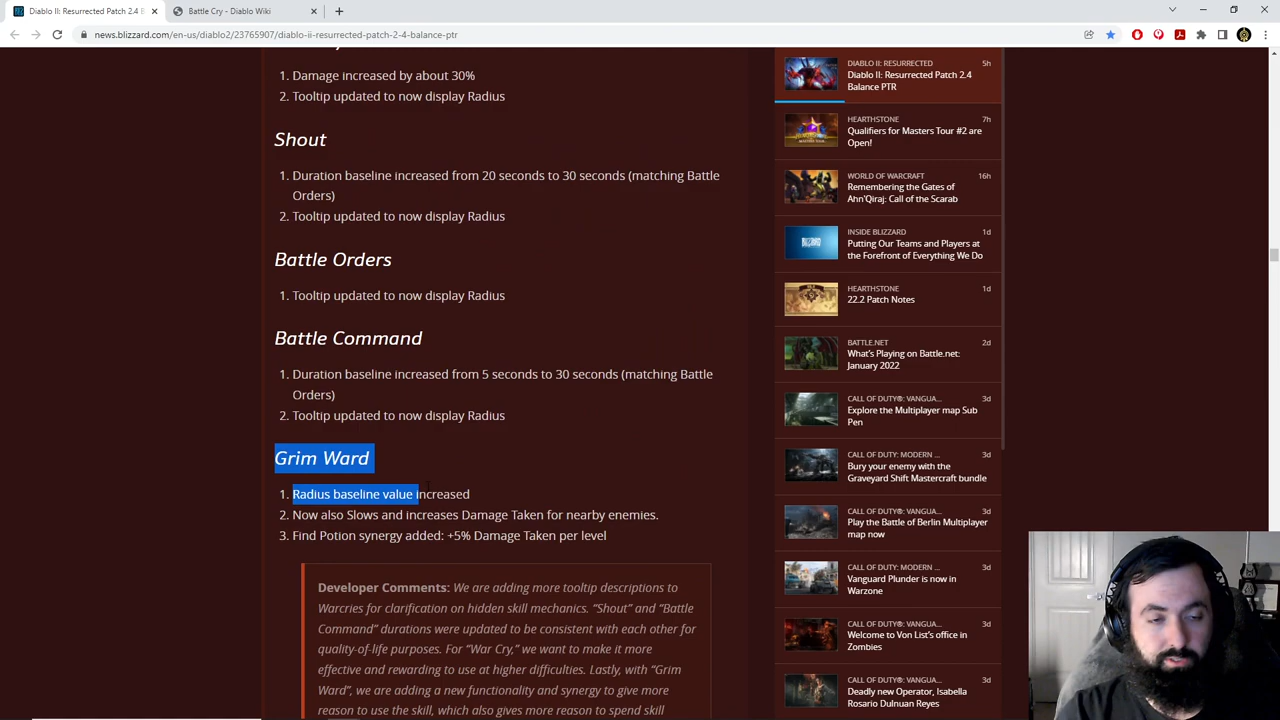 Diablo II: Resurrected Patch 2.4 B
Battle Cry - Diablo Wiki
news.blizzard.com/en-us/diablo2/23765907/diablo-ii-resurrected-patch-2-4-balance-ptr
1. Damage increased by about 30%
2. Tooltip updated to now display Radius
Shout
1. Duration baseline increased from 20 seconds to 30 seconds (matching Battle
Orders)
2. Tooltip updated to now display Radius
Battle Orders
1. Tooltip updated to now display Radius
Battle Command
1. Duration baseline increased from 5 seconds to 30 seconds (matching Battle
Orders)
2. Tooltip updated to now display Radius
Grim Ward
1. Radius baseline value increased
2. Now also Slows and increases Damage Taken for nearby enemies.
3. Find Potion synergy added: +5% Damage Taken per level
Developer Comments: We are adding more tooltip descriptions to
Warcries for clarification on hidden skill mechanics. “Shout” and “Battle
Command” durations were updated to be consistent with each other for
quality-of-life purposes. For “War Cry,” we want to make it more
effective and rewarding to use at higher difficulties. Lastly, with “Grim
Ward”, we are adding a new functionality and synergy to give more
reason to use the skill, which also gives more reason to spend skill
DIABLO II: RESURRECTED 5h
Diablo II: Resurrected Patch 2.4
Balance PTR
HEARTHSTONE 7h
Qualifiers for Masters Tour #2 are
Open!
WORLD OF WARCRAFT 16h
Remembering the Gates of
Ahn'Qiraj: Call of the Scarab
INSIDE BLIZZARD 1d
Putting Our Teams and Players at
the Forefront of Everything We Do
HEARTHSTONE 1d
22.2 Patch Notes
BATTLE.NET 2d
What’s Playing on Battle.net:
January 2022
CALL OF DUTY®: VANGUA... 3d
Explore the Multiplayer map Sub
Pen
CALL OF DUTY®: MODERN ... 3d
Bury your enemy with the
Graveyard Shift Mastercraft bundle
CALL OF DUTY®: VANGUA... 3d
Play the Battle of Berlin Multiplayer
map now
CALL OF DUTY®: MODERN ... 3d
Vanguard Plunder is now in
Warzone
CALL OF DUTY®: VANGUA... 3d
Welcome to Von List’s office in
Zombies
CALL OF DUTY®: VANGUA... 3d
Deadly new Operator, Isabella
Rosario Dulnuan Reyes